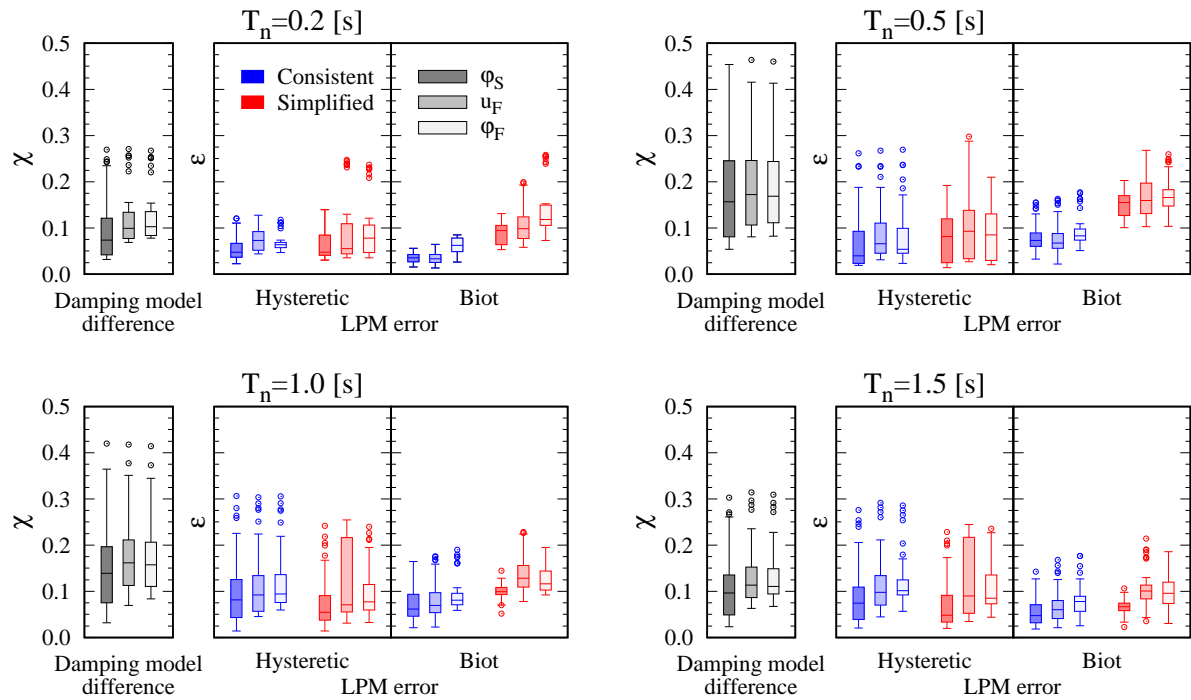 T_n=0.2 [s]
0.5
0.4
0.3
0.2
0.1
0.0
χ
ε
Consistent
Simplified
φS
uF
φF
Damping model
difference
Hysteretic
Biot
LPM error
T_n=0.5 [s]
0.5
0.4
0.3
0.2
0.1
0.0
χ
ε
Damping model
difference
Hysteretic
Biot
LPM error
T_n=1.0 [s]
0.5
0.4
0.3
0.2
0.1
0.0
χ
ε
Damping model
difference
Hysteretic
Biot
LPM error
T_n=1.5 [s]
0.5
0.4
0.3
0.2
0.1
0.0
χ
ε
Damping model
difference
Hysteretic
Biot
LPM error